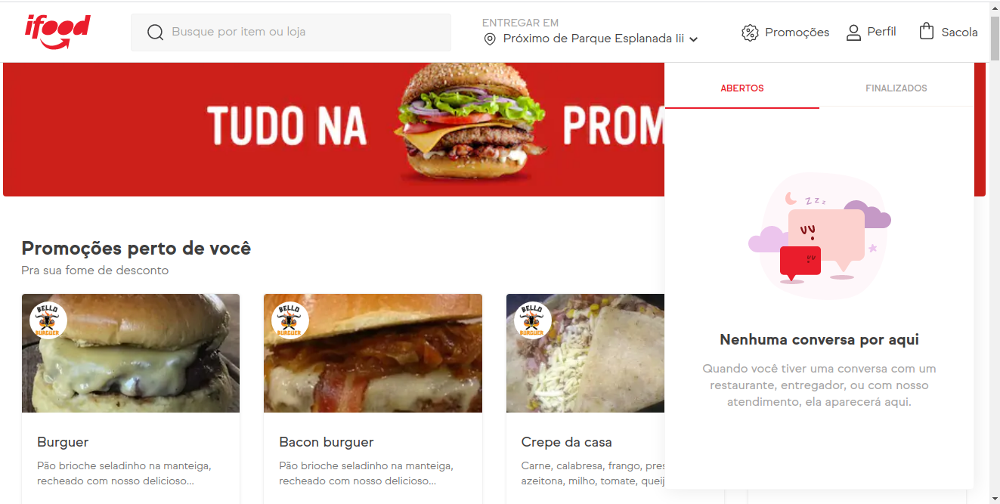 ifood
Busque por item ou loja
ENTREGAR EM
Próximo de Parque Esplanada Iii
Promoções
Perfil
Sacola
TUDO NA
PROM
ABERTOS
FINALIZADOS
z z z
Nenhuma conversa por aqui
Quando você tiver uma conversa com um
restaurante, entregador, ou com nosso
atendimento, ela aparecerá aqui.
Promoções perto de você
Pra sua fome de desconto
BELLO
BURGUER
BELLO
BURGUER
BELLO
BURGUER
Burguer
Pão brioche seladinho na manteiga,
recheado com nosso delicioso...
Bacon burguer
Pão brioche seladinho na manteiga,
recheado com nosso delicioso...
Crepe da casa
Carne, calabresa, frango, pres
azeitona, milho, tomate, queij